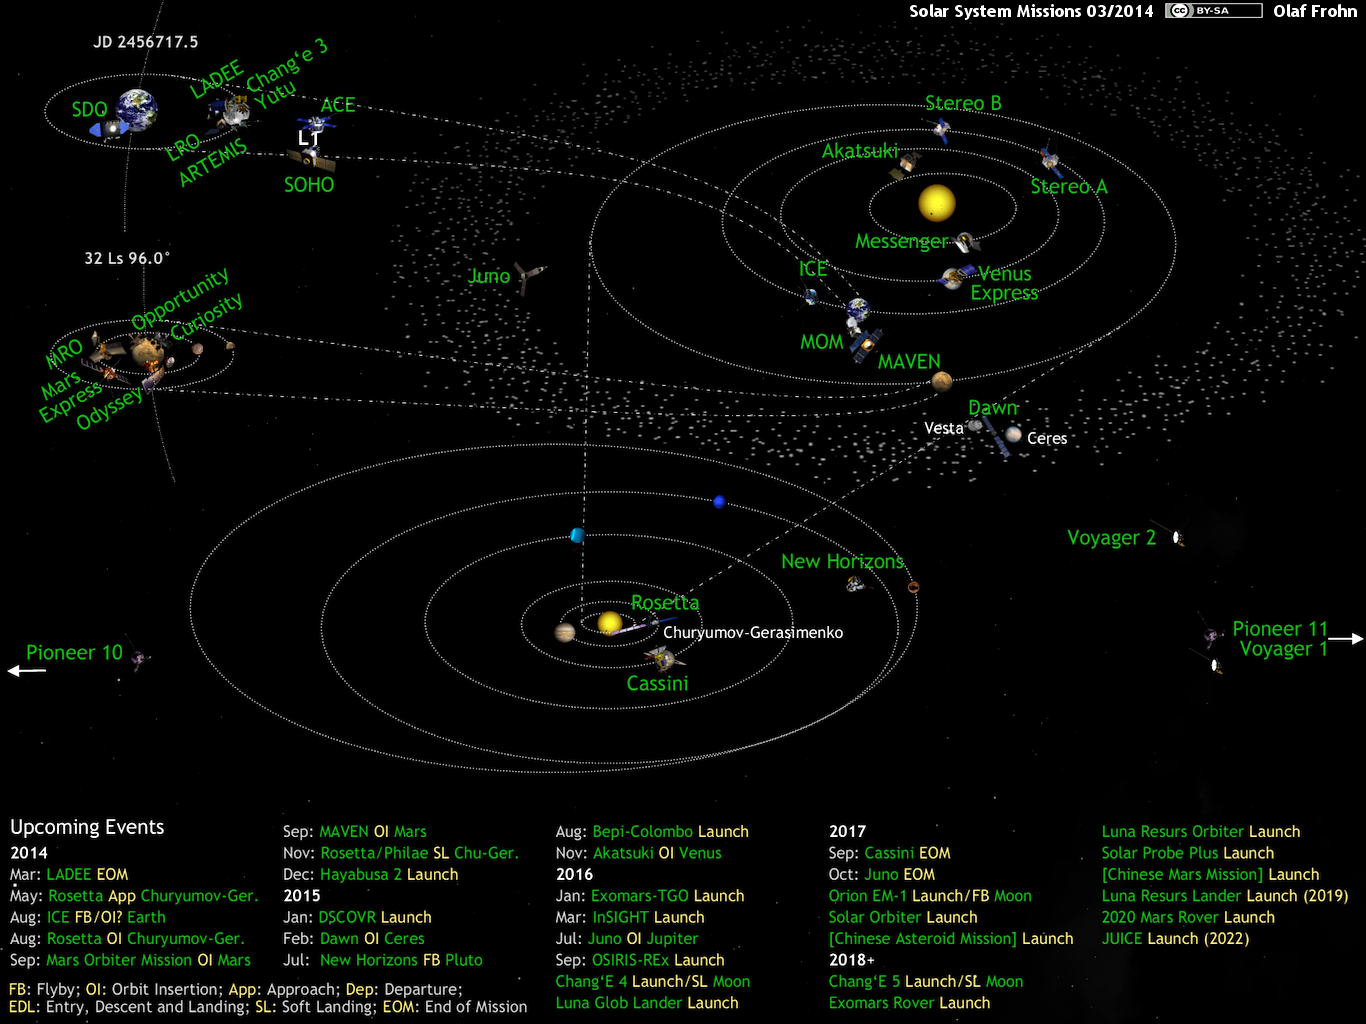 Solar System Missions 03/2014 cc BY-SA Olaf Frohn
JD 2456717.5
SDO
LADEE
Chang'e 3
Yutu
LRO
ARTEMIS
ACE
L1
SOHO
32 Ls 96.0°
Opportunity
Curiosity
MRO
Mars
Express
Odyssey
Juno
Stereo B
Akatsuki
Stereo A
Messenger
Venus
Express
ICE
MOM
MAVEN
Dawn
Vesta
Ceres
Voyager 2
New Horizons
Rosetta
Churyumov-Gerasimenko
Cassini
Pioneer 10
Pioneer 11
Voyager 1
Upcoming Events
2014
Mar: LADEE EOM
May: Rosetta App Churyumov-Ger.
Aug: ICE FB/OI? Earth
Aug: Rosetta OI Churyumov-Ger.
Sep: Mars Orbiter Mission OI Mars
Sep: MAVEN OI Mars
Nov: Rosetta/Philae SL Chu-Ger.
Dec: Hayabusa 2 Launch
2015
Jan: DSCOVR Launch
Feb: Dawn OI Ceres
Jul: New Horizons FB Pluto
Aug: Bepi-Colombo Launch
Nov: Akatsuki OI Venus
2016
Jan: Exomars-TGO Launch
Mar: InSIGHT Launch
Jul: Juno OI Jupiter
Sep: OSIRIS-REx Launch
Chang'E 4 Launch/SL Moon
Luna Glob Lander Launch
2017
Sep: Cassini EOM
Oct: Juno EOM
Orion EM-1 Launch/FB Moon
Solar Orbiter Launch
[Chinese Asteroid Mission] Launch
2018+
Chang'E 5 Launch/SL Moon
Exomars Rover Launch
Luna Resurs Orbiter Launch
Solar Probe Plus Launch
[Chinese Mars Mission] Launch
Luna Resurs Lander Launch (2019)
2020 Mars Rover Launch
JUICE Launch (2022)
FB: Flyby; OI: Orbit Insertion; App: Approach; Dep: Departure;
EDL: Entry, Descent and Landing; SL: Soft Landing; EOM: End of Mission